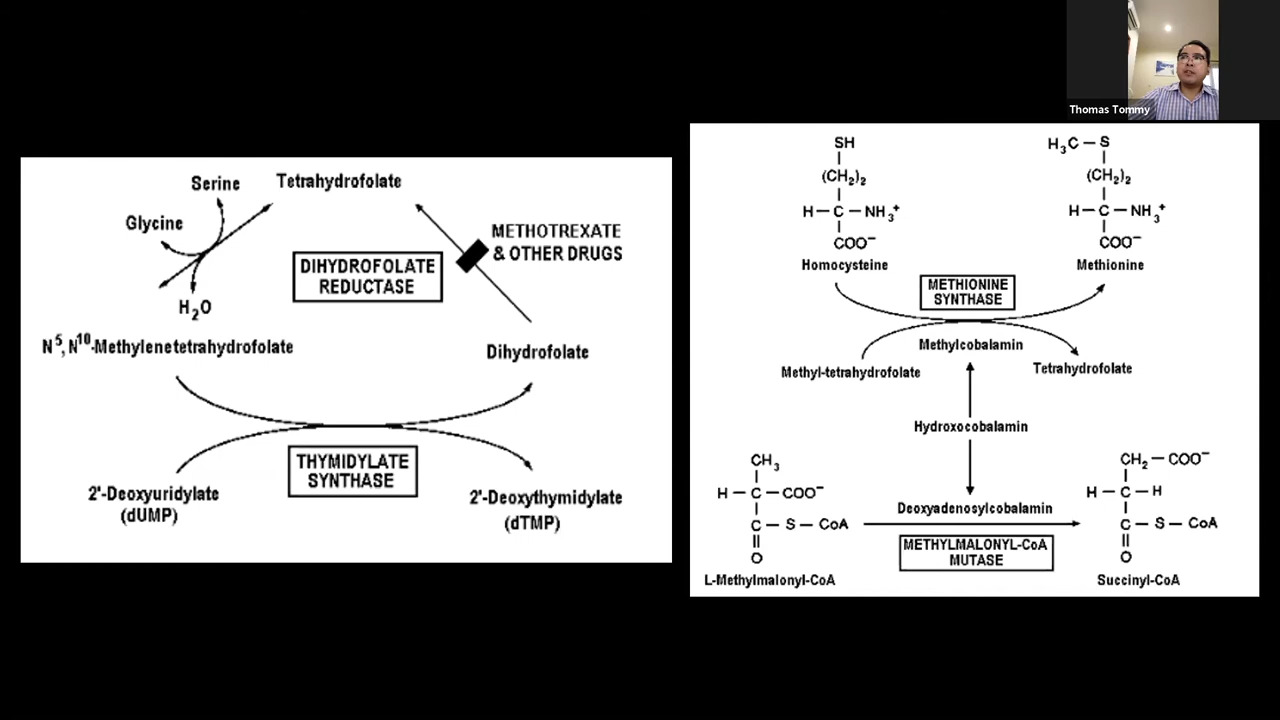 Thomas Tommy
Serine
Tetrahydrofolate
Glycine
METHOTREXATE
& OTHER DRUGS
DIHYDROFOLATE
REDUCTASE
H₂O
N⁵, N¹⁰-Methylenetetrahydrofolate
Dihydrofolate
THYMIDYLATE
SYNTHASE
2'-Deoxyuridylate
(dUMP)
2'-Deoxythymidylate
(dTMP)
SH
(CH₂)₂
H–C–NH₃⁺
COO⁻
Homocysteine
H₃C–S
(CH₂)₂
H–C–NH₃⁺
COO⁻
Methionine
METHIONINE
SYNTHASE
Methylcobalamin
Methyl-tetrahydrofolate
Tetrahydrofolate
Hydroxocobalamin
CH₃
H–C–COO⁻
C–S–CoA
O
L-Methylmalonyl-CoA
Deoxyadenosylcobalamin
METHYLMALONYL-CoA
MUTASE
CH₂–COO⁻
H–C–H
C–S–CoA
O
Succinyl-CoA